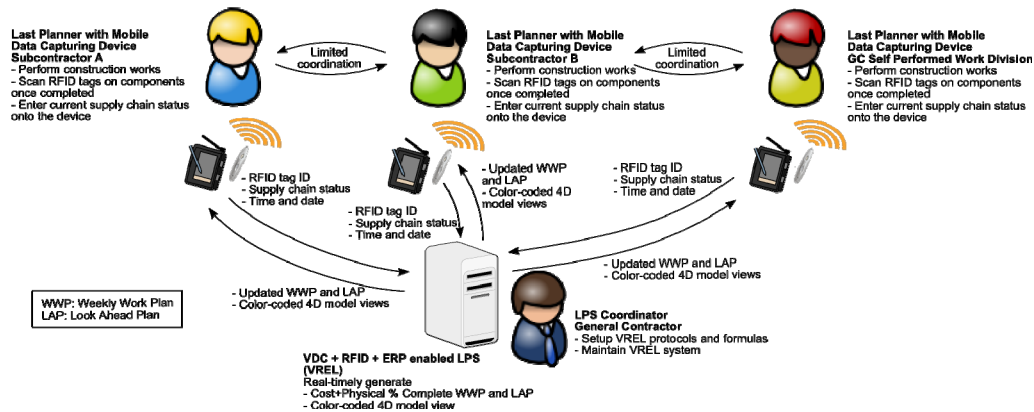 Last Planner with Mobile
Data Capturing Device
Subcontractor A
- Perform construction works
- Scan RFID tags on components
once completed
- Enter current supply chain status
onto the device
Limited
coordination
Last Planner with Mobile
Data Capturing Device
Subcontractor B
- Perform construction works
- Scan RFID tags on components
once completed
- Enter current supply chain status
onto the device
Limited
coordination
Last Planner with Mobile
Data Capturing Device
GC Self Performed Work Division
- Perform construction works
- Scan RFID tags on components
once completed
- Enter current supply chain status
onto the device
- RFID tag ID
- Supply chain status
- Time and date
- RFID tag ID
- Supply chain status
- Time and date
- Updated WWP
and LAP
- Color-coded 4D
model views
- RFID tag ID
- Supply chain status
- Time and date
- Updated WWP and LAP
- Color-coded 4D model views
- Updated WWP and LAP
- Color-coded 4D model views
WWP: Weekly Work Plan
LAP: Look Ahead Plan
LPS Coordinator
General Contractor
- Setup VREL protocols and formulas
- Maintain VREL system
VDC + RFID + ERP enabled LPS
(VREL)
Real-timely generate
- Cost+Physical % Complete WWP and LAP
- Color-coded 4D model view